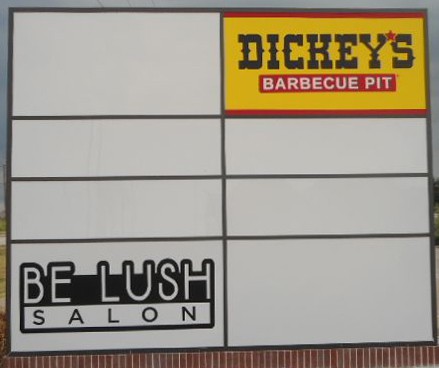 DICKEY'S
BARBECUE PIT
BE LUSH
SALON